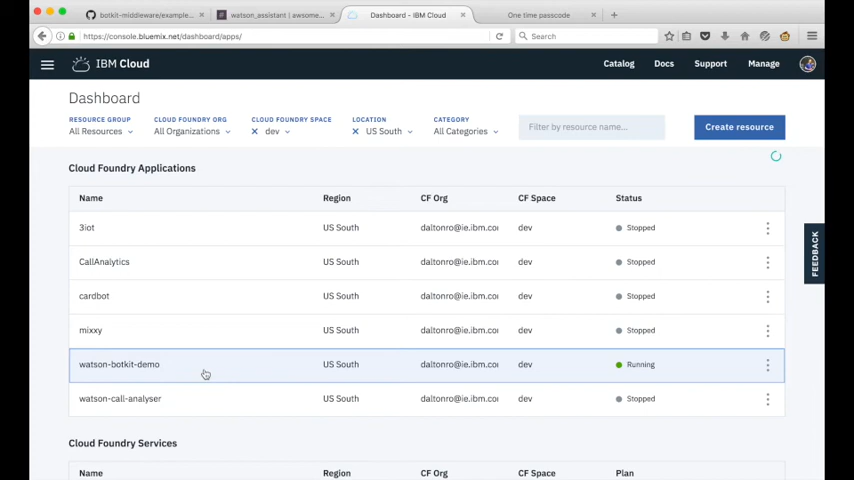 botkit-middleware/example...
watson_assistant | awsome...
Dashboard - IBM Cloud
One time passcode
https://console.bluemix.net/dashboard/apps/
Search
IBM Cloud
Catalog Docs Support Manage
Dashboard
RESOURCE GROUP CLOUD FOUNDRY ORG CLOUD FOUNDRY SPACE LOCATION CATEGORY
All Resources All Organizations dev US South All Categories
Filter by resource name...
Create resource
Cloud Foundry Applications
Name Region CF Org CF Space Status
3iot US South daltonro@ie.ibm.co dev Stopped
CallAnalytics US South daltonro@ie.ibm.co dev Stopped
cardbot US South daltonro@ie.ibm.co dev Stopped
mixxy US South daltonro@ie.ibm.co dev Stopped
watson-botkit-demo US South daltonro@ie.ibm.co dev Running
watson-call-analyser US South daltonro@ie.ibm.co dev Stopped
FEEDBACK
Cloud Foundry Services
Name Region CF Org CF Space Plan